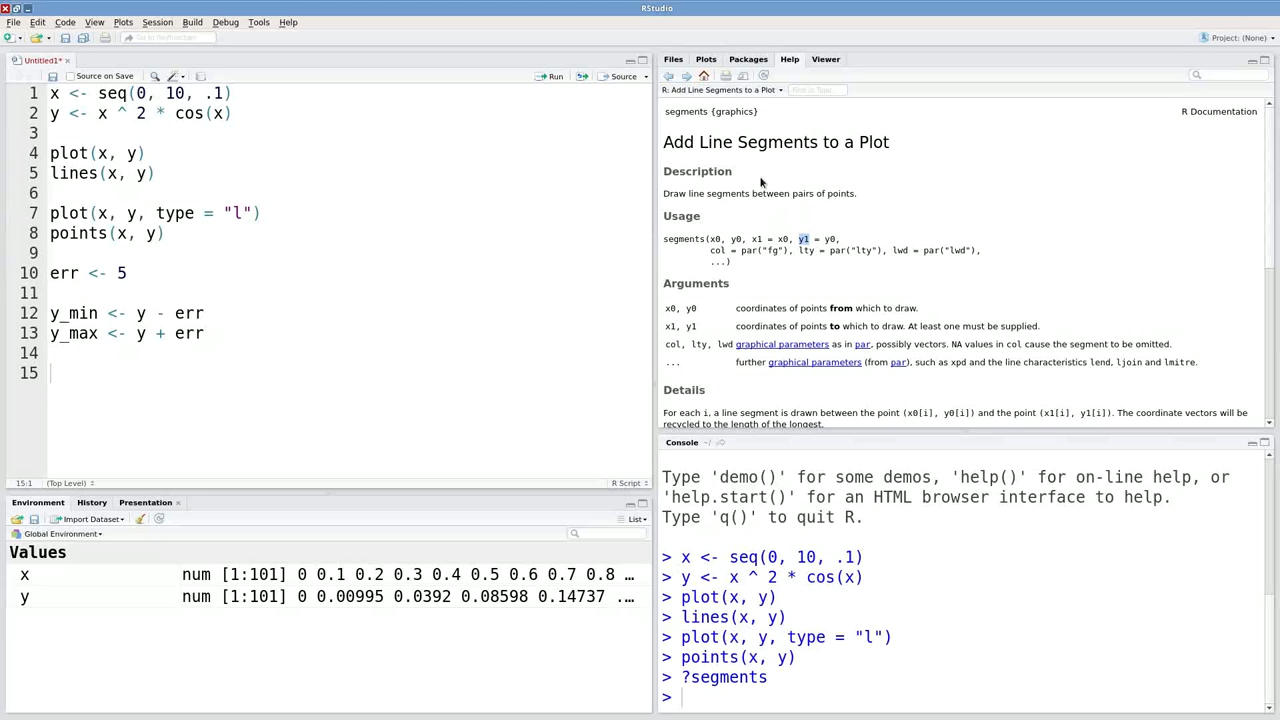 RStudio
File Edit Code View Plots Session Build Debug Tools Help
Go to file/function
Project: (None)
Untitled1*
Source on Save
Run
Source
1 x <- seq(0, 10, .1)
2 y <- x ^ 2 * cos(x)
3
4 plot(x, y)
5 lines(x, y)
6
7 plot(x, y, type = "l")
8 points(x, y)
9
10 err <- 5
11
12 y_min <- y - err
13 y_max <- y + err
14
15
15:1 (Top Level) R Script
Environment History Presentation
Import Dataset List
Global Environment
Values
x num [1:101] 0 0.1 0.2 0.3 0.4 0.5 0.6 0.7 0.8 …
y num [1:101] 0 0.00995 0.0392 0.08598 0.14737 ...
Files Plots Packages Help Viewer
R: Add Line Segments to a Plot Find in Topic
segments {graphics} R Documentation
Add Line Segments to a Plot
Description
Draw line segments between pairs of points.
Usage
segments(x0, y0, x1 = x0, y1 = y0,
col = par("fg"), lty = par("lty"), lwd = par("lwd"),
...)
Arguments
x0, y0 coordinates of points from which to draw.
x1, y1 coordinates of points to which to draw. At least one must be supplied.
col, lty, lwd graphical parameters as in par, possibly vectors. NA values in col cause the segment to be omitted.
... further graphical parameters (from par), such as xpd and the line characteristics lend, ljoin and lmitre.
Details
For each i, a line segment is drawn between the point (x0[i], y0[i]) and the point (x1[i], y1[i]). The coordinate vectors will be
recycled to the length of the longest.
Console ~/
Type 'demo()' for some demos, 'help()' for on-line help, or
'help.start()' for an HTML browser interface to help.
Type 'q()' to quit R.
> x <- seq(0, 10, .1)
> y <- x ^ 2 * cos(x)
> plot(x, y)
> lines(x, y)
> plot(x, y, type = "l")
> points(x, y)
> ?segments
>